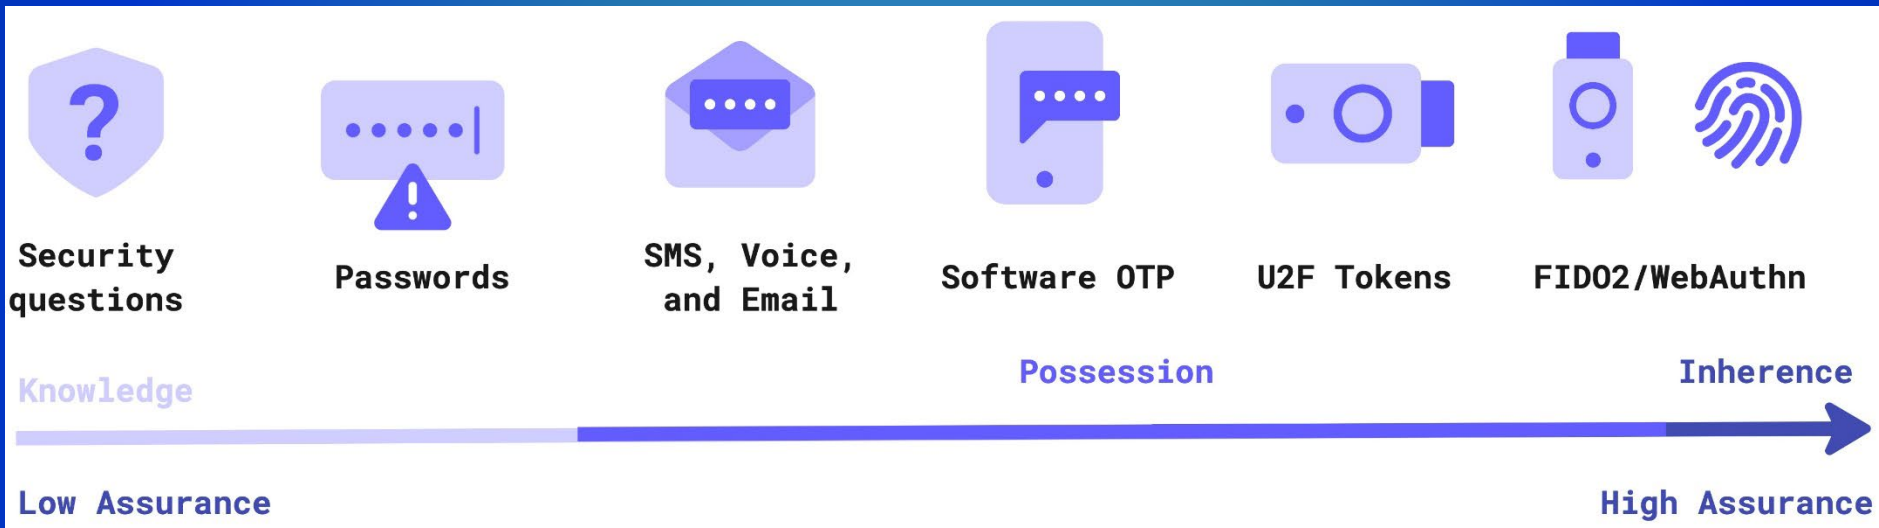 Security
questions
Passwords
SMS, Voice,
and Email
Software OTP
U2F Tokens
FIDO2/WebAuthn
Knowledge
Possession
Inherence
Low Assurance
High Assurance